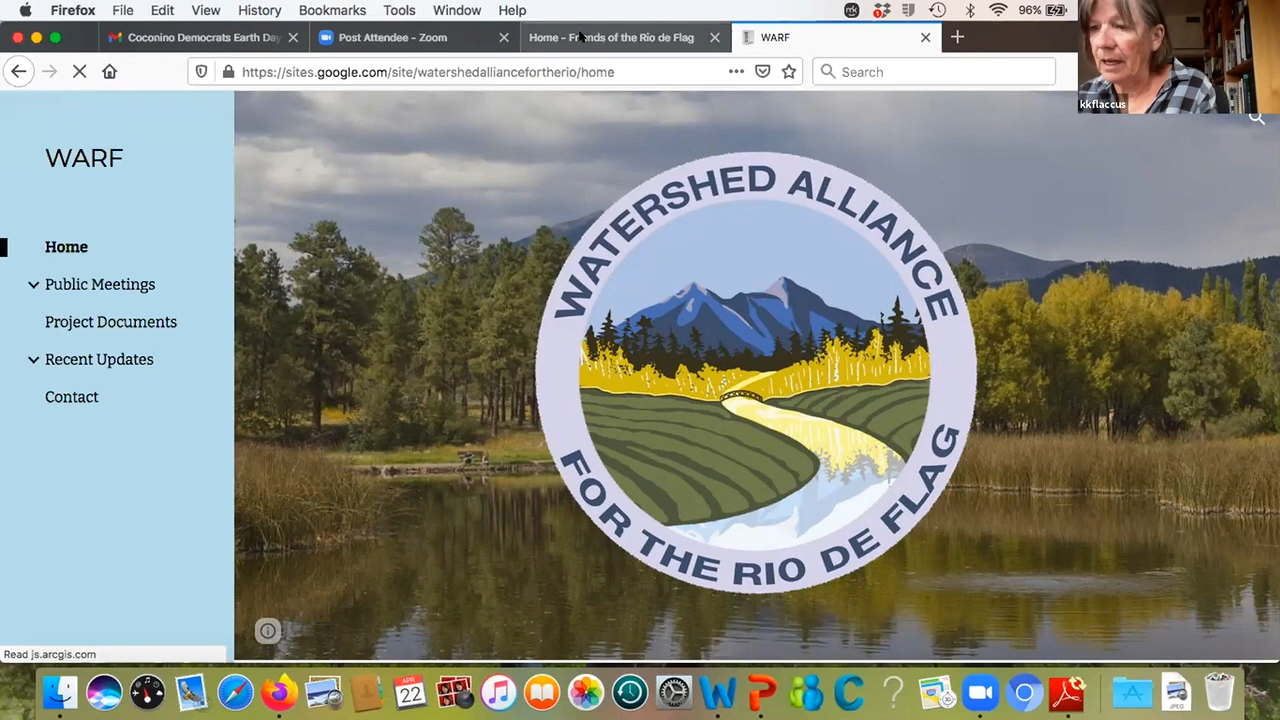 Firefox File Edit View History Bookmarks Tools Window Help 96%
Coconino Democrats Earth Day
Post Attendee - Zoom
Home - Friends of the Rio de Flag
WARF
https://sites.google.com/site/watershedalliancefortherio/home
Search
kkflaccus
WARF
Home
Public Meetings
Project Documents
Recent Updates
Contact
WATERSHED ALLIANCE
FOR THE RIO DE FLAG
Read js.arcgis.com
APR
22
JPEG